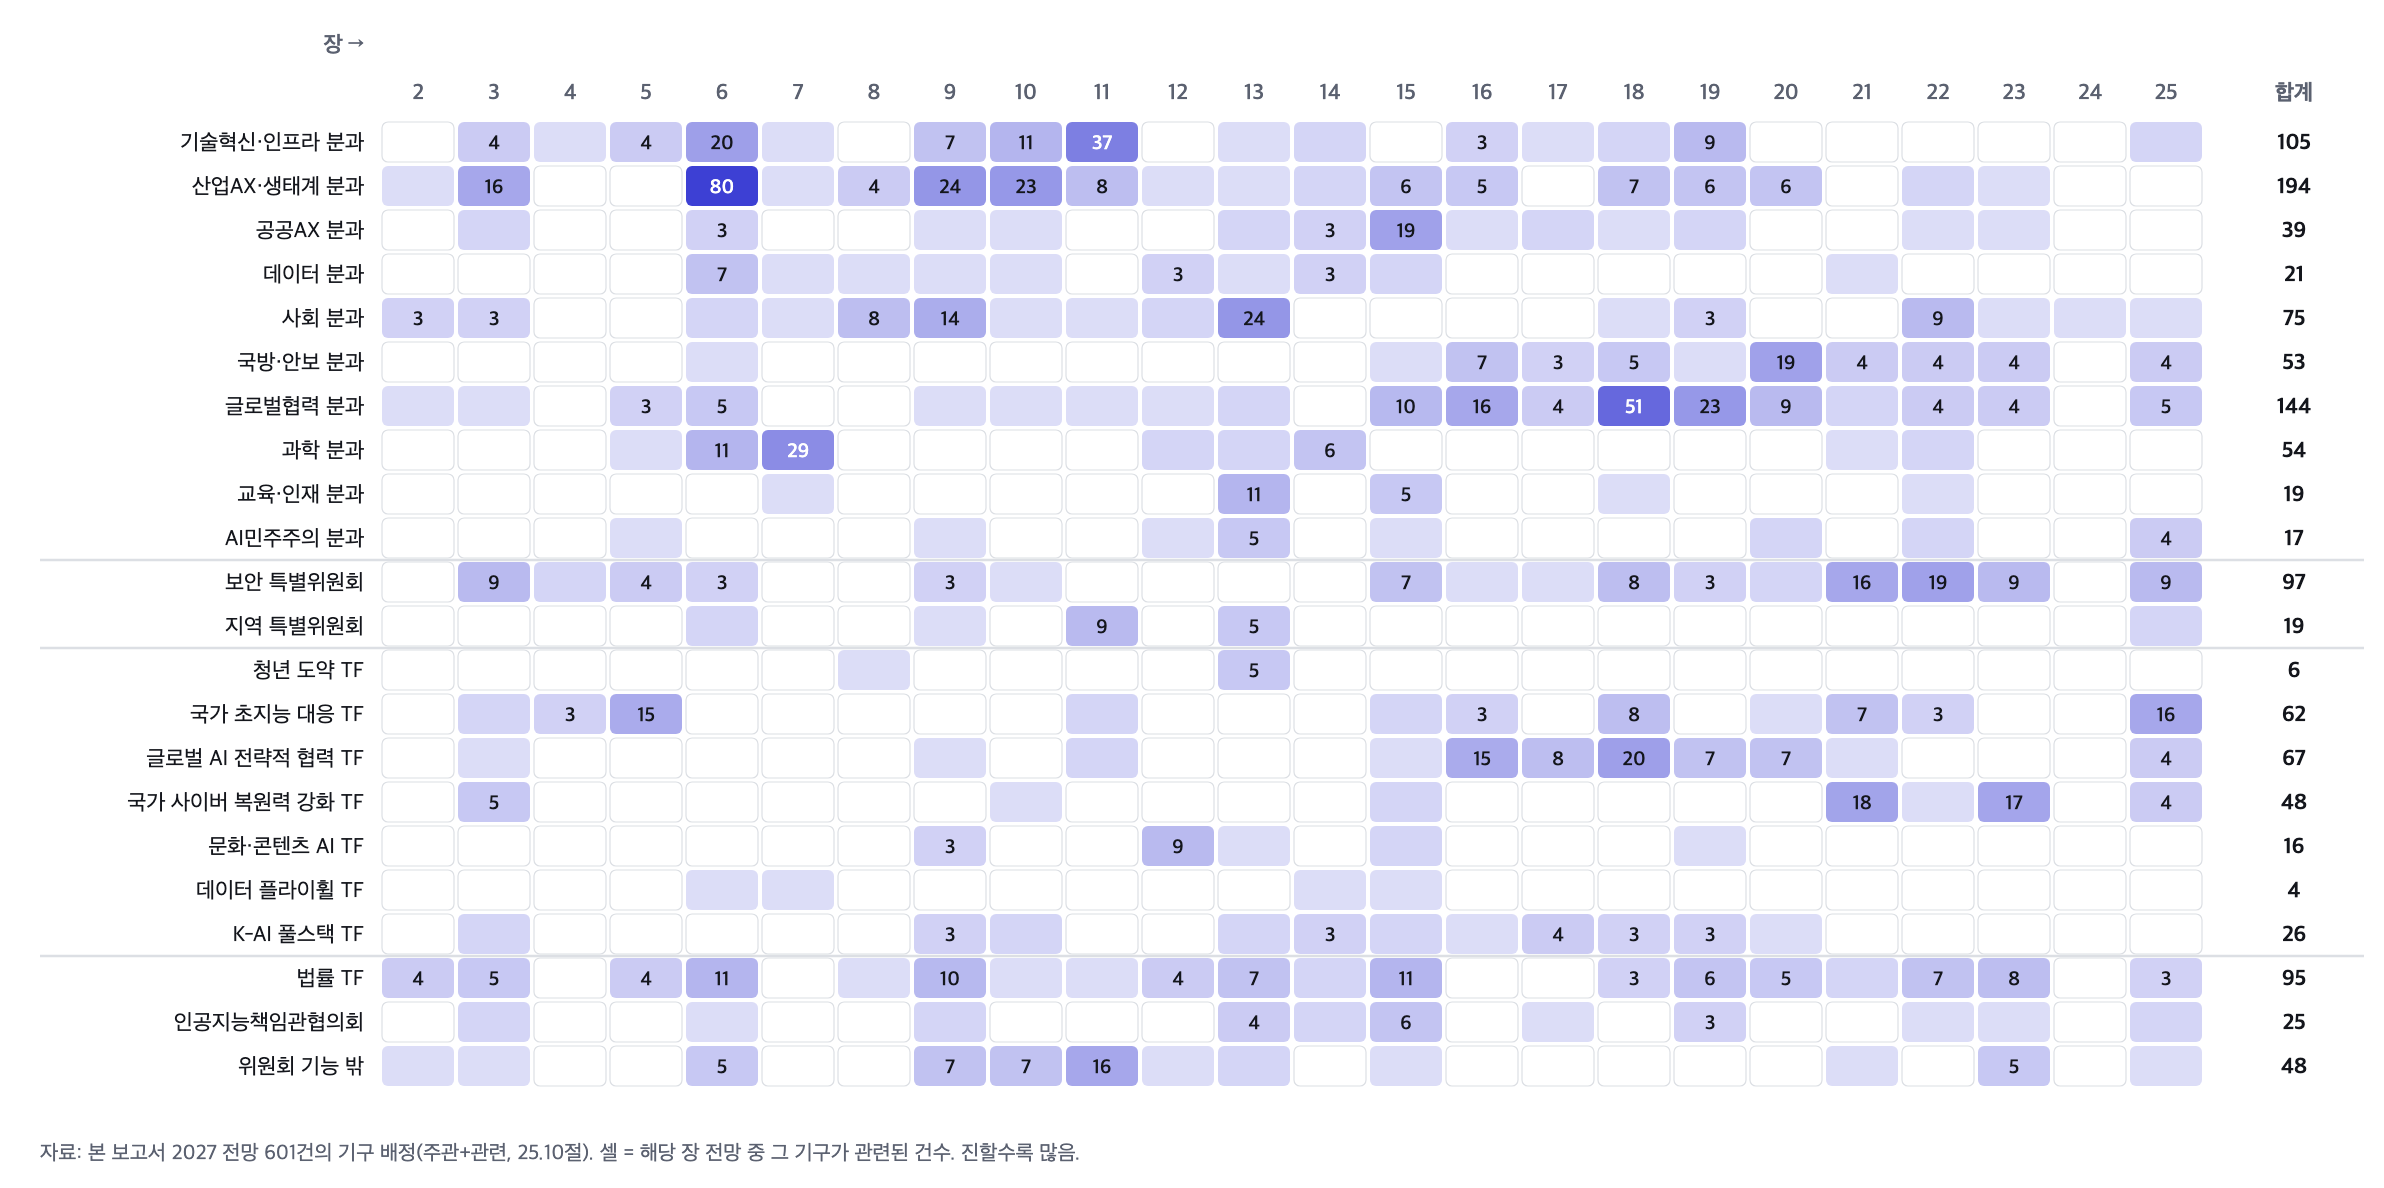 장 →
2 3 4 5 6 7 8 9 10 11 12 13 14 15 16 17 18 19 20 21 22 23 24 25 합계
기술혁신·인프라 분과 4 4 20 7 11 37 3 9 105
산업AX·생태계 분과 16 80 4 24 23 8 6 5 7 6 6 194
공공AX 분과 3 3 19 39
데이터 분과 7 3 3 21
사회 분과 3 3 8 14 24 3 9 75
국방·안보 분과 7 3 5 19 4 4 4 4 53
글로벌협력 분과 3 5 10 16 4 51 23 9 4 4 5 144
과학 분과 11 29 6 54
교육·인재 분과 11 5 19
AI민주주의 분과 5 4 17
보안 특별위원회 9 4 3 3 7 8 3 16 19 9 9 97
지역 특별위원회 9 5 19
청년 도약 TF 5 6
국가 초지능 대응 TF 3 15 3 8 7 3 16 62
글로벌 AI 전략적 협력 TF 15 8 20 7 7 4 67
국가 사이버 복원력 강화 TF 5 18 17 4 48
문화·콘텐츠 AI TF 3 9 16
데이터 플라이휠 TF 4
K-AI 풀스택 TF 3 3 4 3 3 26
법률 TF 4 5 4 11 10 4 7 11 3 6 5 7 8 3 95
인공지능책임관협의회 4 6 3 25
위원회 기능 밖 5 7 7 16 5 48
자료: 본 보고서 2027 전망 601건의 기구 배정(주관+관련, 25.10절). 셀 = 해당 장 전망 중 그 기구가 관련된 건수. 진할수록 많음.